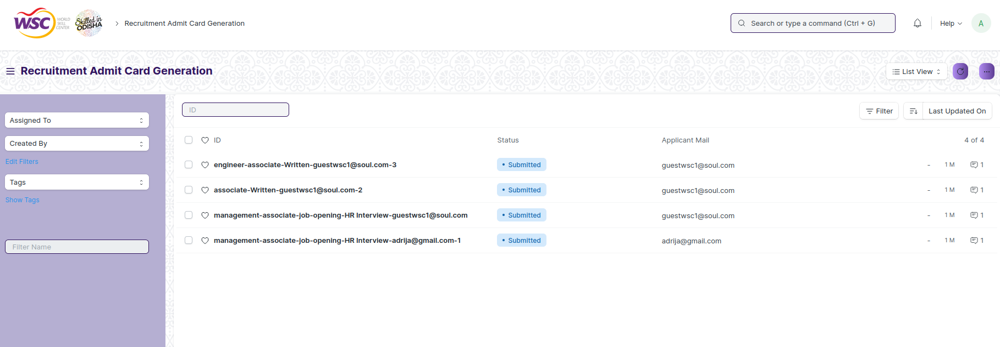 WSC WORLD SKILL CENTER Skilled in ODISHA Recruitment Admit Card Generation Search or type a command (Ctrl + G) Help A
Recruitment Admit Card Generation List View
Assigned To
Created By
Edit Filters
Tags
Show Tags
Filter Name
ID Filter Last Updated On
ID Status Applicant Mail 4 of 4
engineer-associate-Written-guestwsc1@soul.com-3 Submitted guestwsc1@soul.com - 1 M 1
associate-Written-guestwsc1@soul.com-2 Submitted guestwsc1@soul.com - 1 M 1
management-associate-job-opening-HR Interview-guestwsc1@soul.com Submitted guestwsc1@soul.com - 1 M 1
management-associate-job-opening-HR Interview-adrija@gmail.com-1 Submitted adrija@gmail.com - 1 M 1